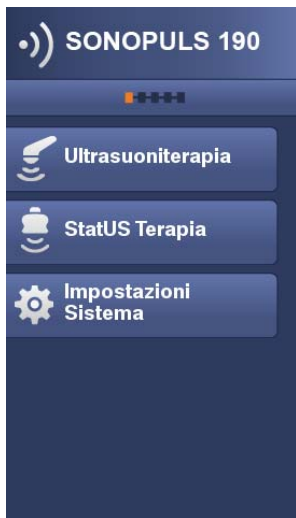 SONOPULS 190
Ultrasuoniterapia
StatUS Terapia
Impostazioni
Sistema